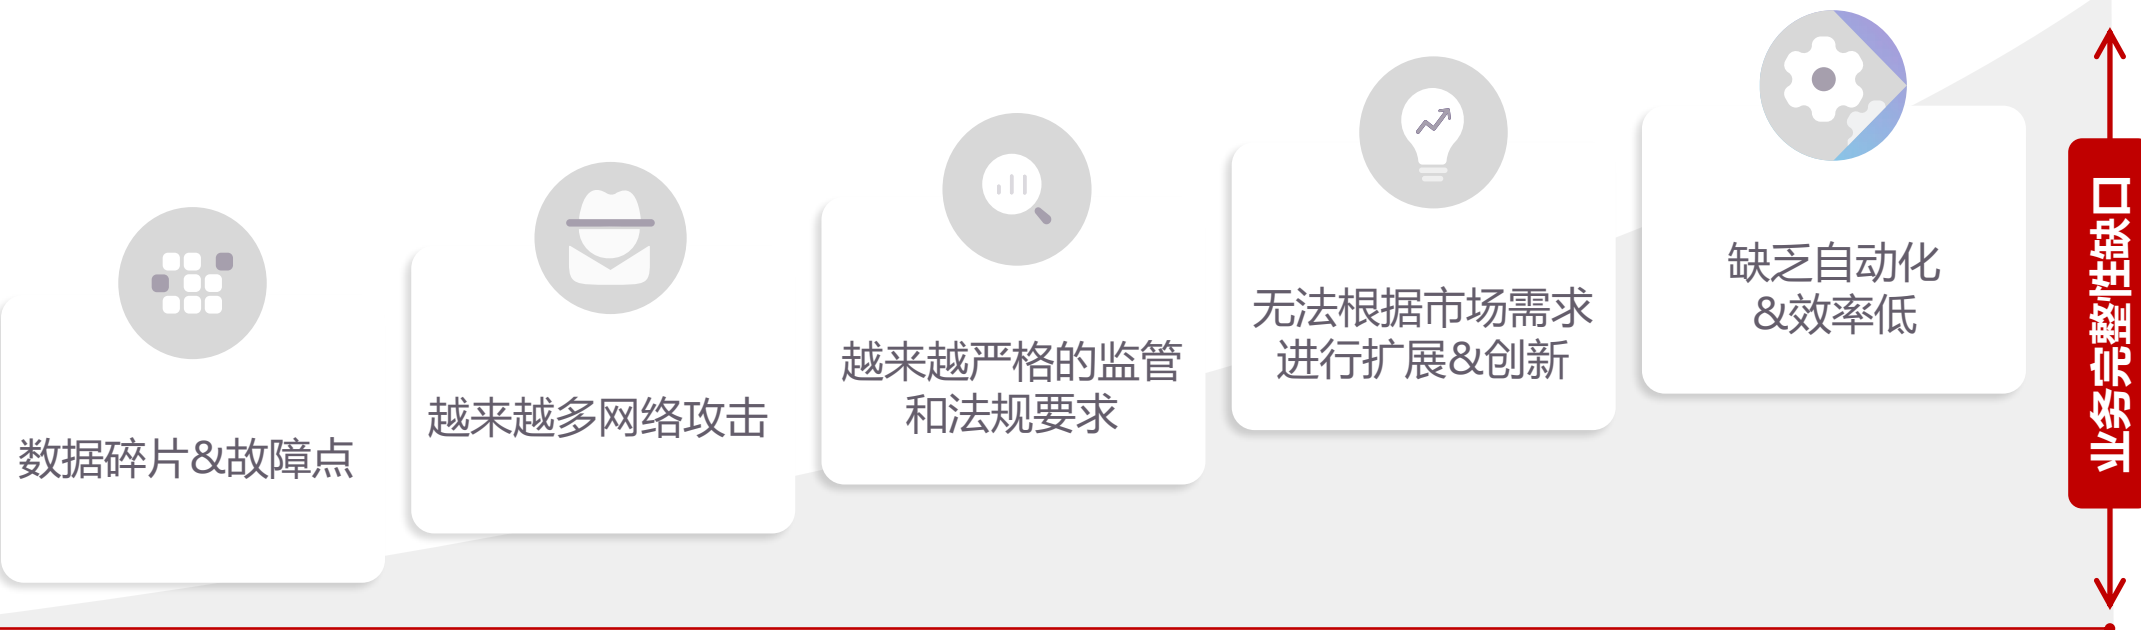 数据碎片&故障点
越来越多网络攻击
越来越严格的监管
和法规要求
无法根据市场需求
进行扩展&创新
缺乏自动化
&效率低
业务完整性缺口